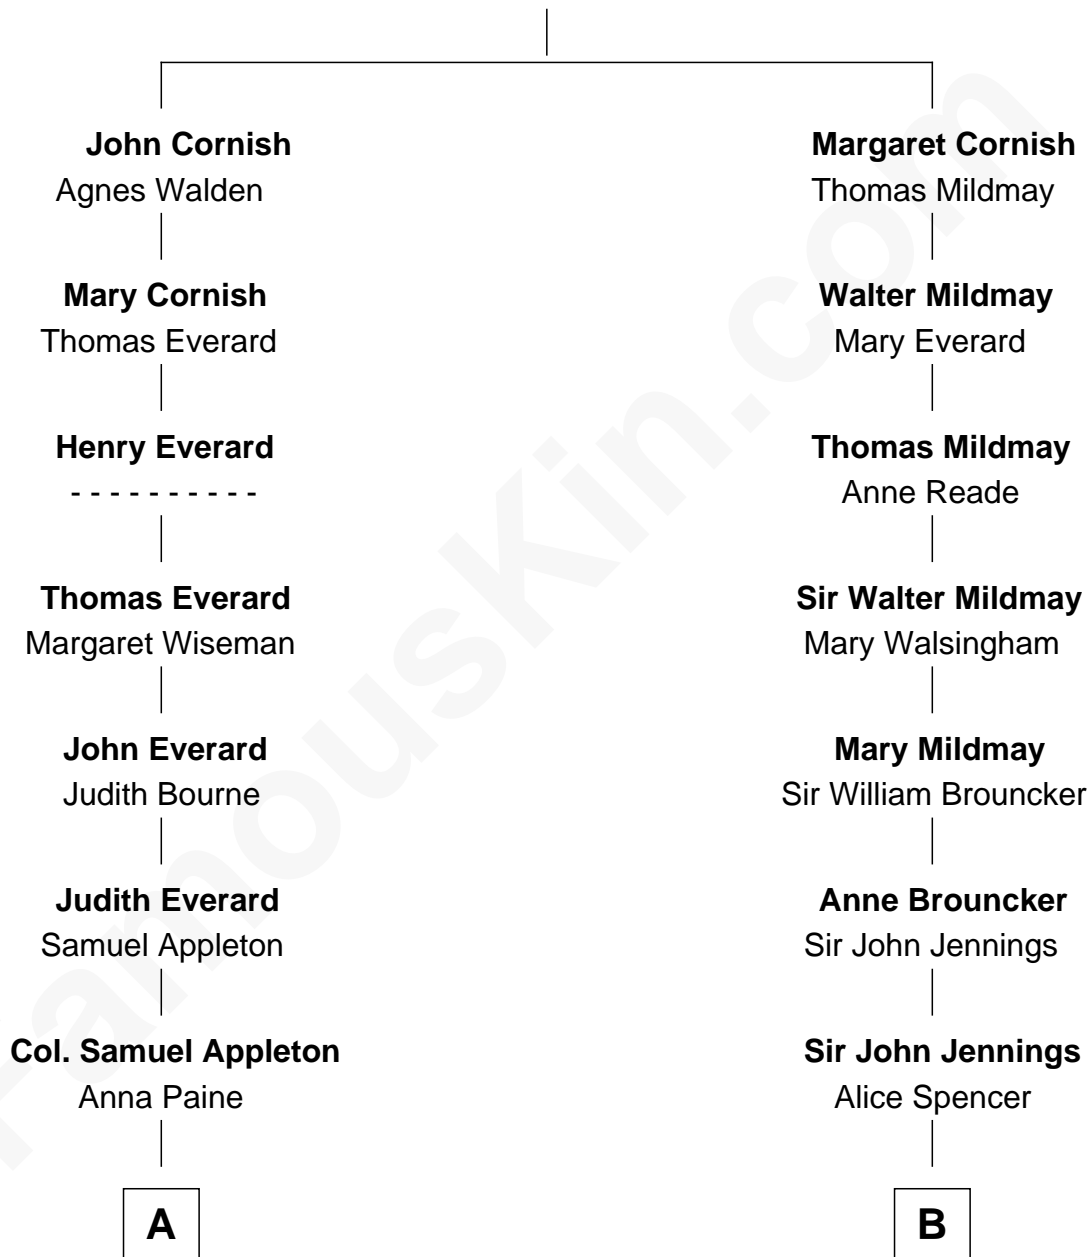 John Cornish
Agnes Walden
Margaret Cornish
Thomas Mildmay
Mary Cornish
Thomas Everard
Walter Mildmay
Mary Everard
Henry Everard
- - - - - - - - - -
Thomas Mildmay
Anne Reade
Thomas Everard
Margaret Wiseman
Sir Walter Mildmay
Mary Walsingham
John Everard
Judith Bourne
Mary Mildmay
Sir William Brouncker
Judith Everard
Samuel Appleton
Anne Brouncker
Sir John Jennings
Col. Samuel Appleton
Anna Paine
Sir John Jennings
Alice Spencer
A
B
FamousKin.com